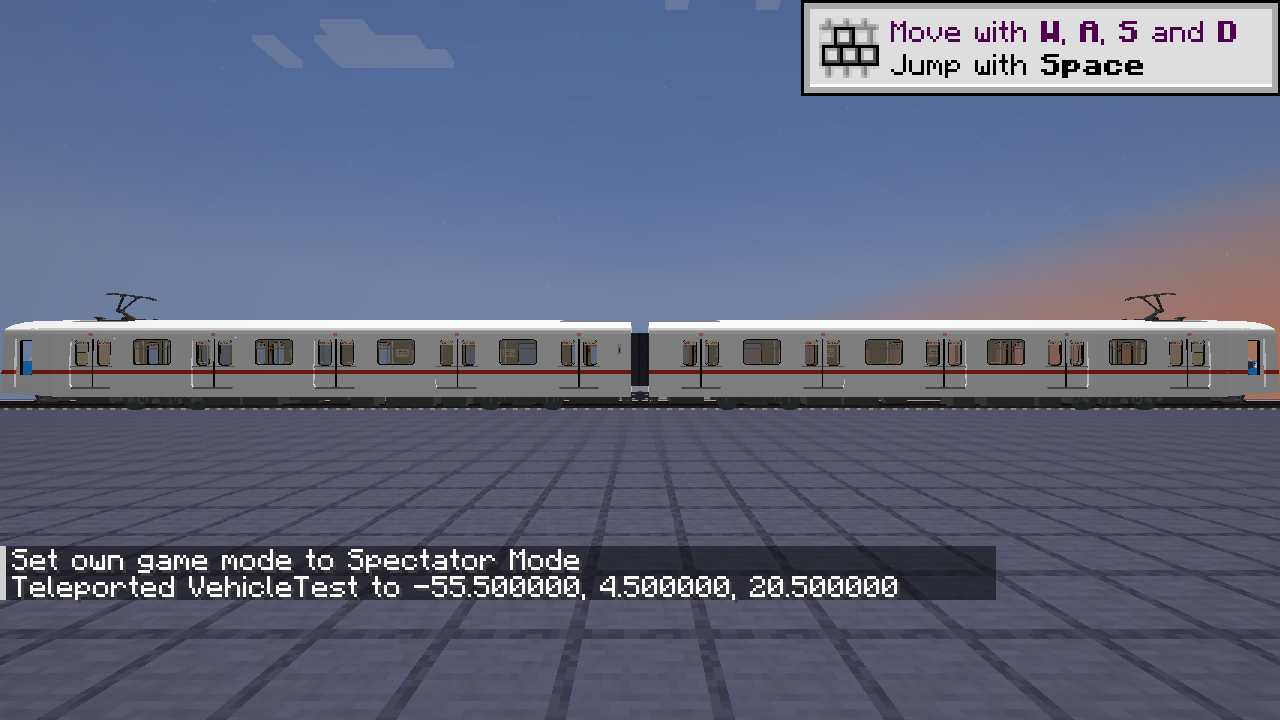 Move with W, A, S and D
Jump with Space
Set own game mode to Spectator Mode
Teleported VehicleTest to -55.500000, 4.500000, 20.500000